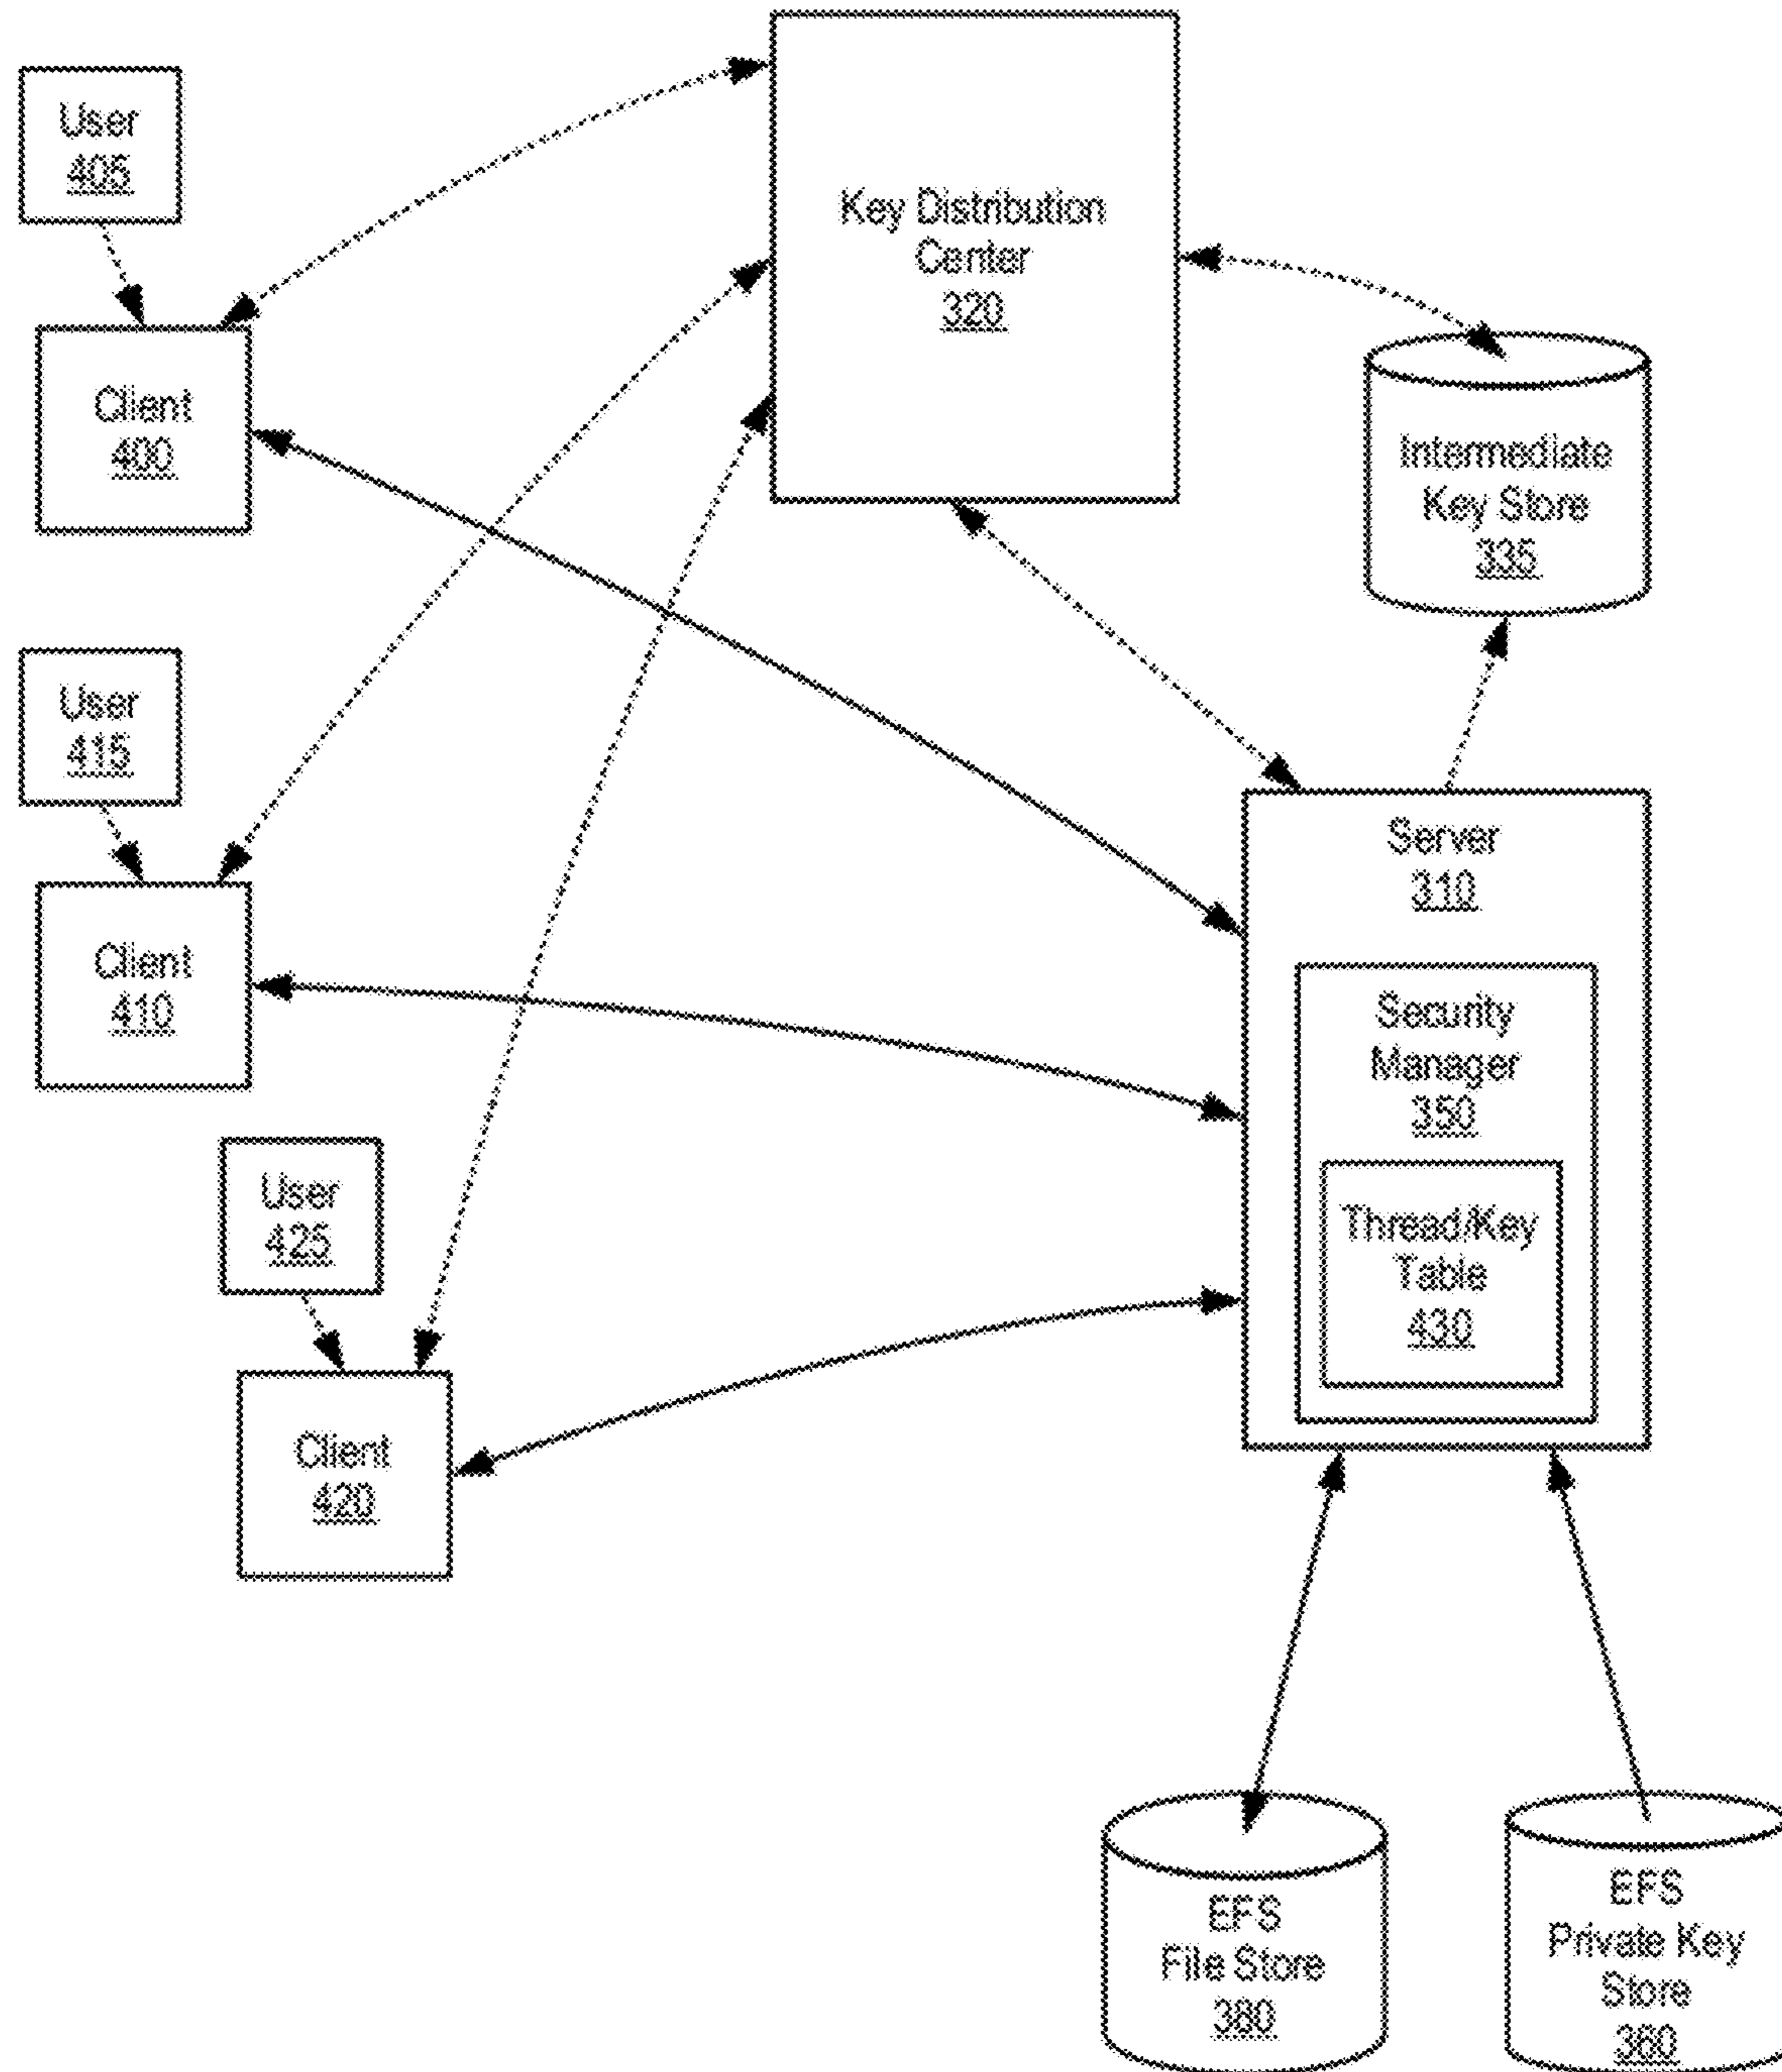 User
405
Key Distribution
Center
320
Client
400
Intermediate
Key Store
335
User
415
Server
310
Client
410
Security
Manager
350
User
425
Thread/Key
Table
430
Client
420
EFS
File Store
380
EFS
Private Key
Store
360